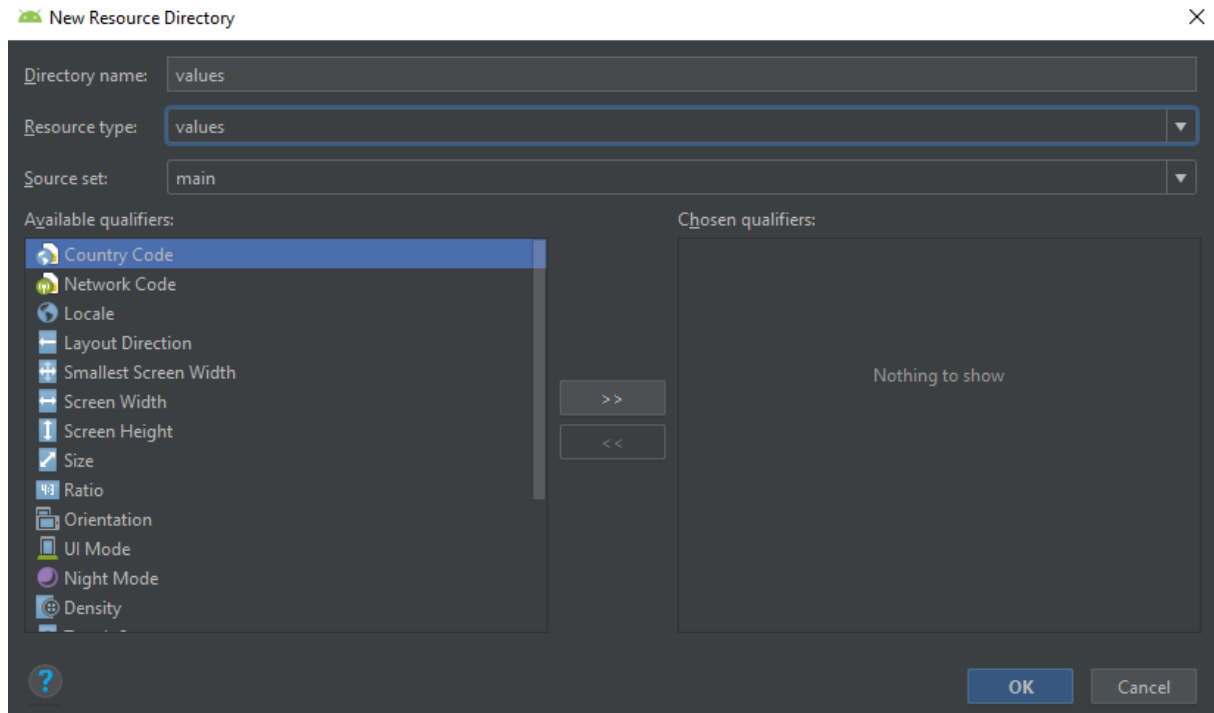 New Resource Directory
Directory name: values
Resource type: values
Source set: main
Available qualifiers:
Country Code
Network Code
Locale
Layout Direction
Smallest Screen Width
Screen Width
Screen Height
Size
4:3 Ratio
Orientation
UI Mode
Night Mode
Density
>>
<<
Chosen qualifiers:
Nothing to show
?
OK Cancel